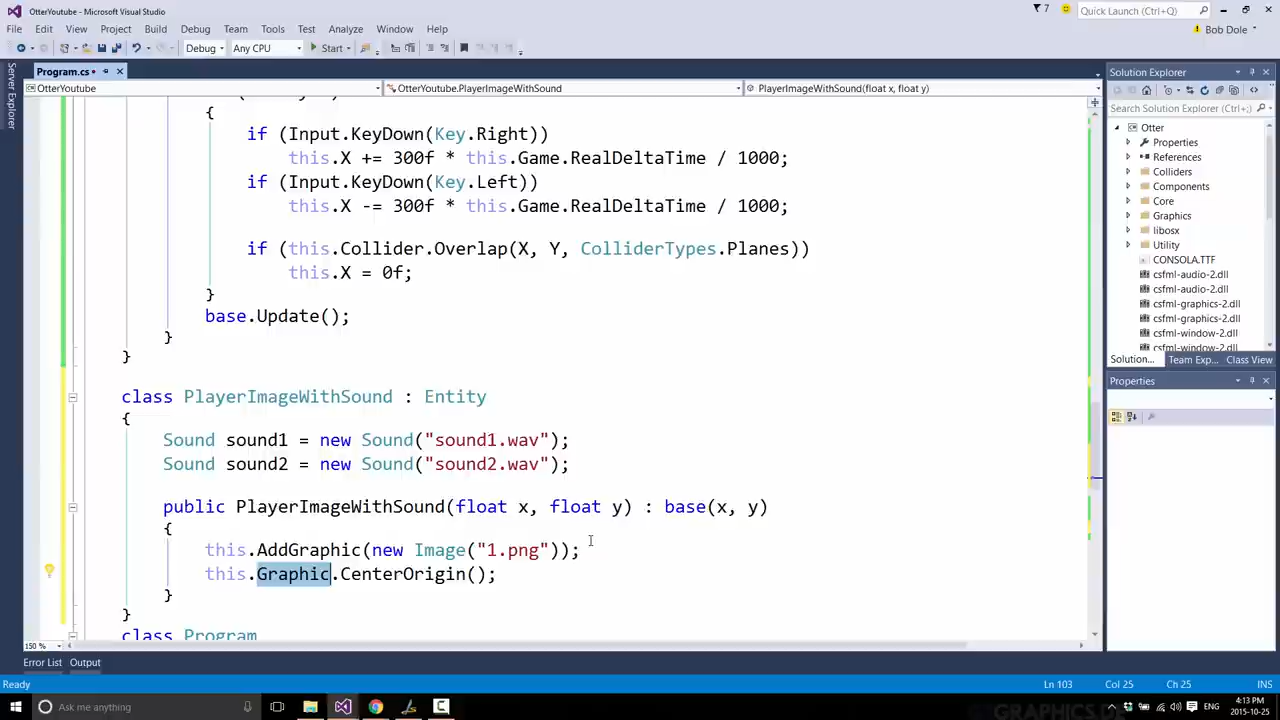 OtterYoutube - Microsoft Visual Studio
7
Quick Launch (Ctrl+Q)
File Edit View Project Build Debug Team Tools Test Analyze Window Help
Bob Dole
Debug Any CPU Start
Server Explorer
Program.cs
OtterYoutube OtterYoutube.PlayerImageWithSound PlayerImageWithSound(float x, float y)
{
if (Input.KeyDown(Key.Right))
this.X += 300f * this.Game.RealDeltaTime / 1000;
if (Input.KeyDown(Key.Left))
this.X -= 300f * this.Game.RealDeltaTime / 1000;
if (this.Collider.Overlap(X, Y, ColliderTypes.Planes))
this.X = 0f;
}
base.Update();
}
}
class PlayerImageWithSound : Entity
{
Sound sound1 = new Sound("sound1.wav");
Sound sound2 = new Sound("sound2.wav");
public PlayerImageWithSound(float x, float y) : base(x, y)
{
this.AddGraphic(new Image("1.png"));
this.Graphic.CenterOrigin();
}
}
class Program
150 %
Solution Explorer
Search Solution Explorer (Ctrl+;)
Otter
Properties
References
Colliders
Components
Core
Graphics
libosx
Utility
CONSOLA.TTF
csfml-audio-2.dll
csfml-audio-2.dll
csfml-graphics-2.dll
csfml-graphics-2.dll
csfml-window-2.dll
csfml-window-2.dll
Solution... Team Exp... Class View
Properties
Error List Output
Ready Ln 103 Col 25 Ch 25 INS
Ask me anything
ENG
4:13 PM
2015-10-25